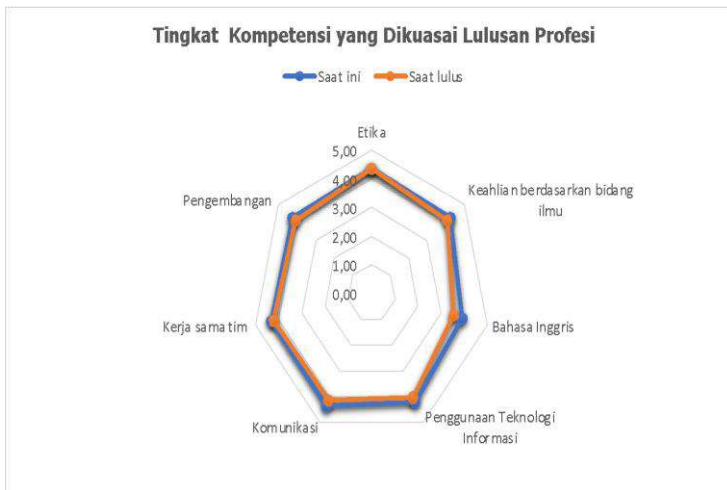 Tingkat Kompetensi yang Dikuasai Lulusan Profesi
Saat ini
Saat lulus
Etika
5,00
4,00
3,00
2,00
1,00
0,00
Keahlian berdasarkan bidang
ilmu
Bahasa Inggris
Penggunaan Teknologi
Informasi
Komunikasi
Kerja sama tim
Pengembangan